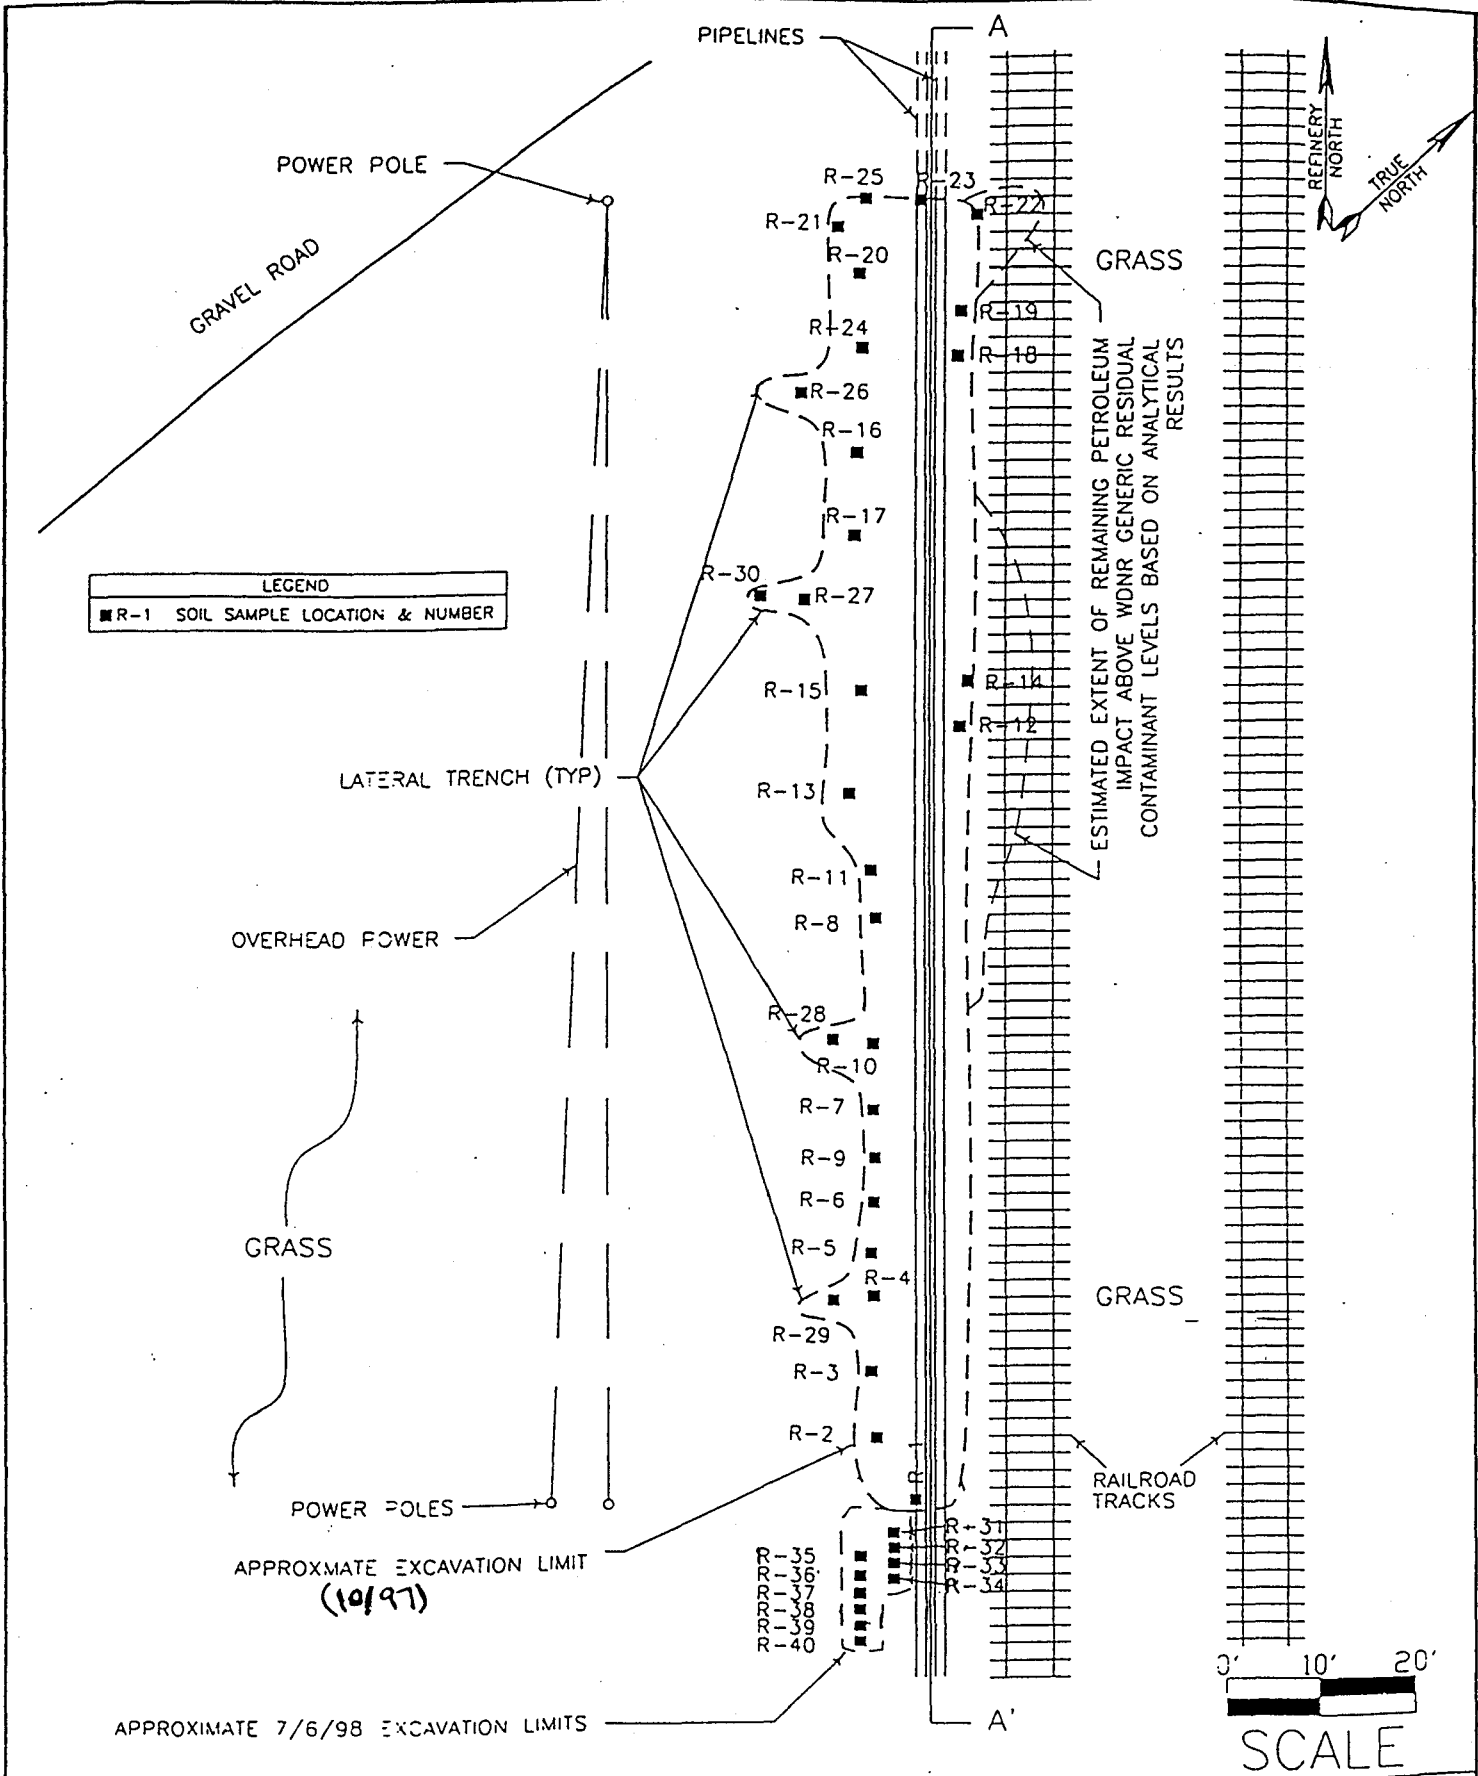 A
PIPELINES
REFINERY
NORTH
TRUE
NORTH
POWER POLE
R-25
R-23
R-22
R-21
R-20
GRASS
GRAVEL ROAD
R-19
R-24
R-18
R-26
R-16
R-17
ESTIMATED EXTENT OF REMAINING PETROLEUM
IMPACT ABOVE WDNR GENERIC RESIDUAL
CONTAMINANT LEVELS BASED ON ANALYTICAL
RESULTS
LEGEND
R-1 SOIL SAMPLE LOCATION & NUMBER
R-30
R-27
R-15
R-14
R-12
LATERAL TRENCH (TYP)
R-13
R-11
R-8
OVERHEAD POWER
R-28
R-10
R-7
R-9
R-6
GRASS
R-5
R-4
GRASS
R-29
R-3
R-2
R-1
RAILROAD
TRACKS
POWER POLES
R-31
R-32
R-33
R-34
R-35
R-36
R-37
R-38
R-39
R-40
APPROXMATE EXCAVATION LIMIT
(10/97)
0' 10' 20'
SCALE
APPROXIMATE 7/6/98 EXCAVATION LIMITS
A'